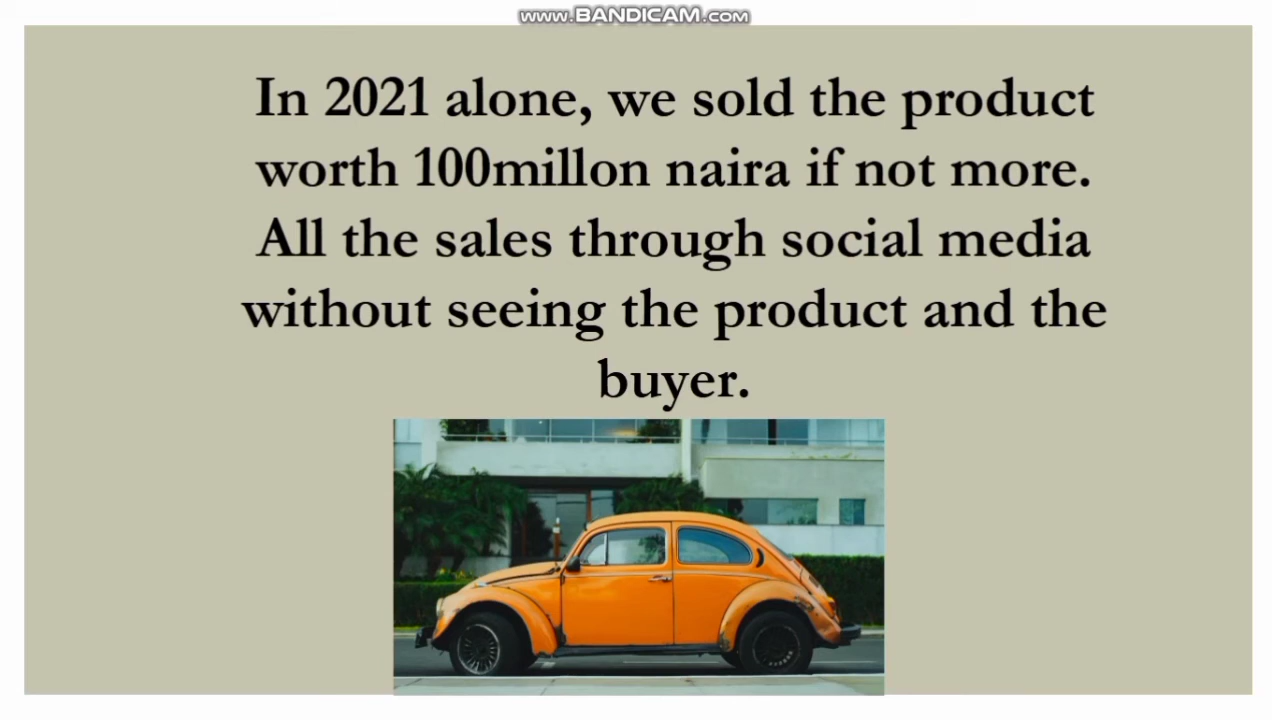 www.BANDICAM.com
In 2021 alone, we sold the product
worth 100millon naira if not more.
All the sales through social media
without seeing the product and the
buyer.